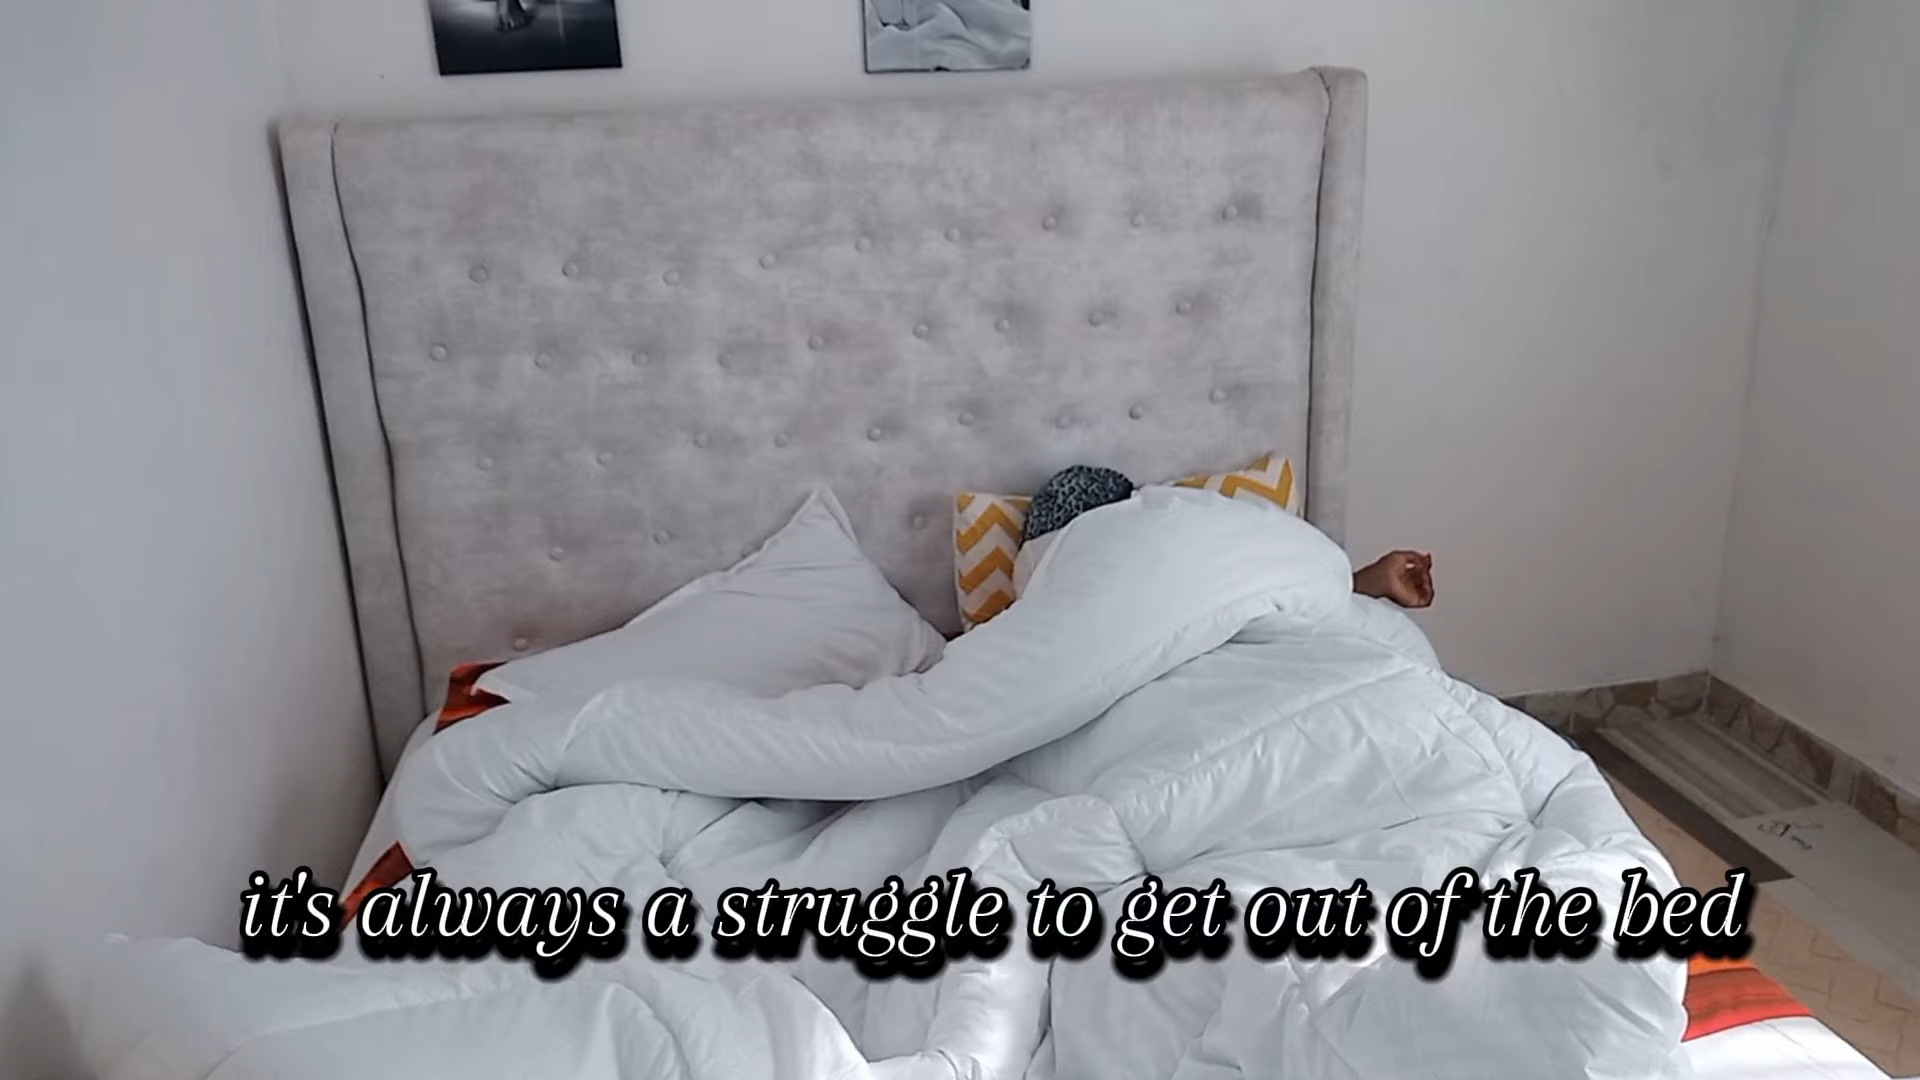 it's always a struggle to get out of the bed